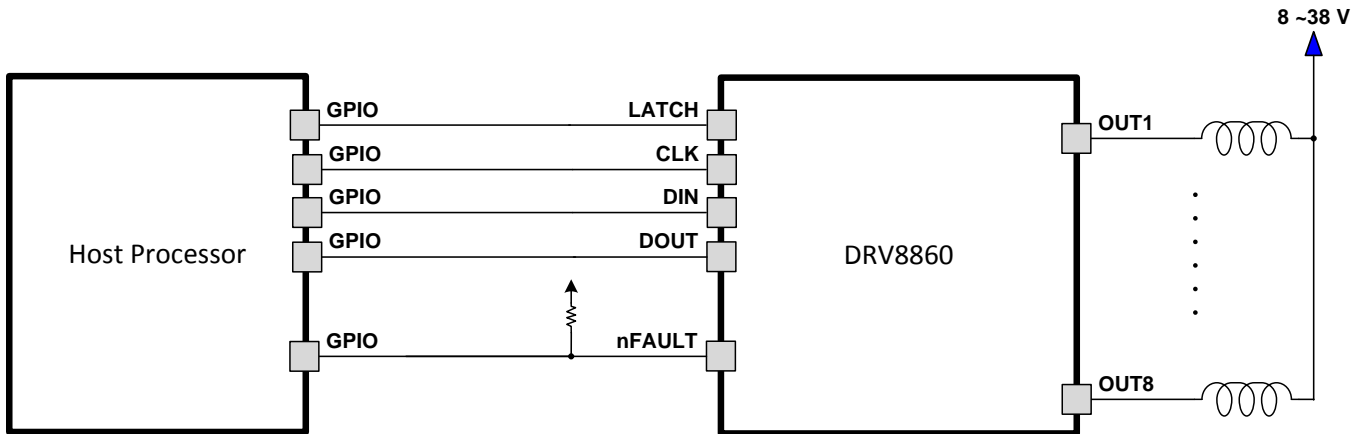 8 ~38 V
GPIO LATCH OUT1
GPIO CLK
GPIO DIN
GPIO DOUT
Host Processor DRV8860
GPIO nFAULT
OUT8